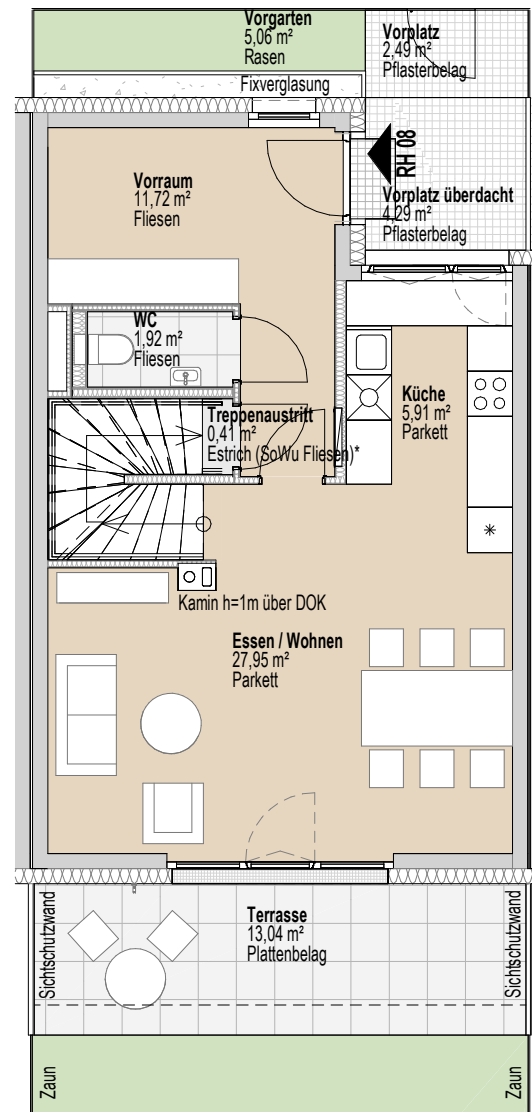 Vorgarten
5,06 m²
Rasen
Vorplatz
2,49 m²
Pflasterbelag
Fixverglasung
RH 08
Vorraum
11,72 m²
Fliesen
Vorplatz überdacht
4,29 m²
Pflasterbelag
WC
1,92 m²
Fliesen
Küche
5,91 m²
Parkett
Treppenaustritt
0,41 m²
Estrich (SoWu Fliesen)*
Kamin h=1m über DOK
Essen / Wohnen
27,95 m²
Parkett
Sichtschutzwand
Terrasse
13,04 m²
Plattenbelag
Sichtschutzwand
Zaun
Zaun